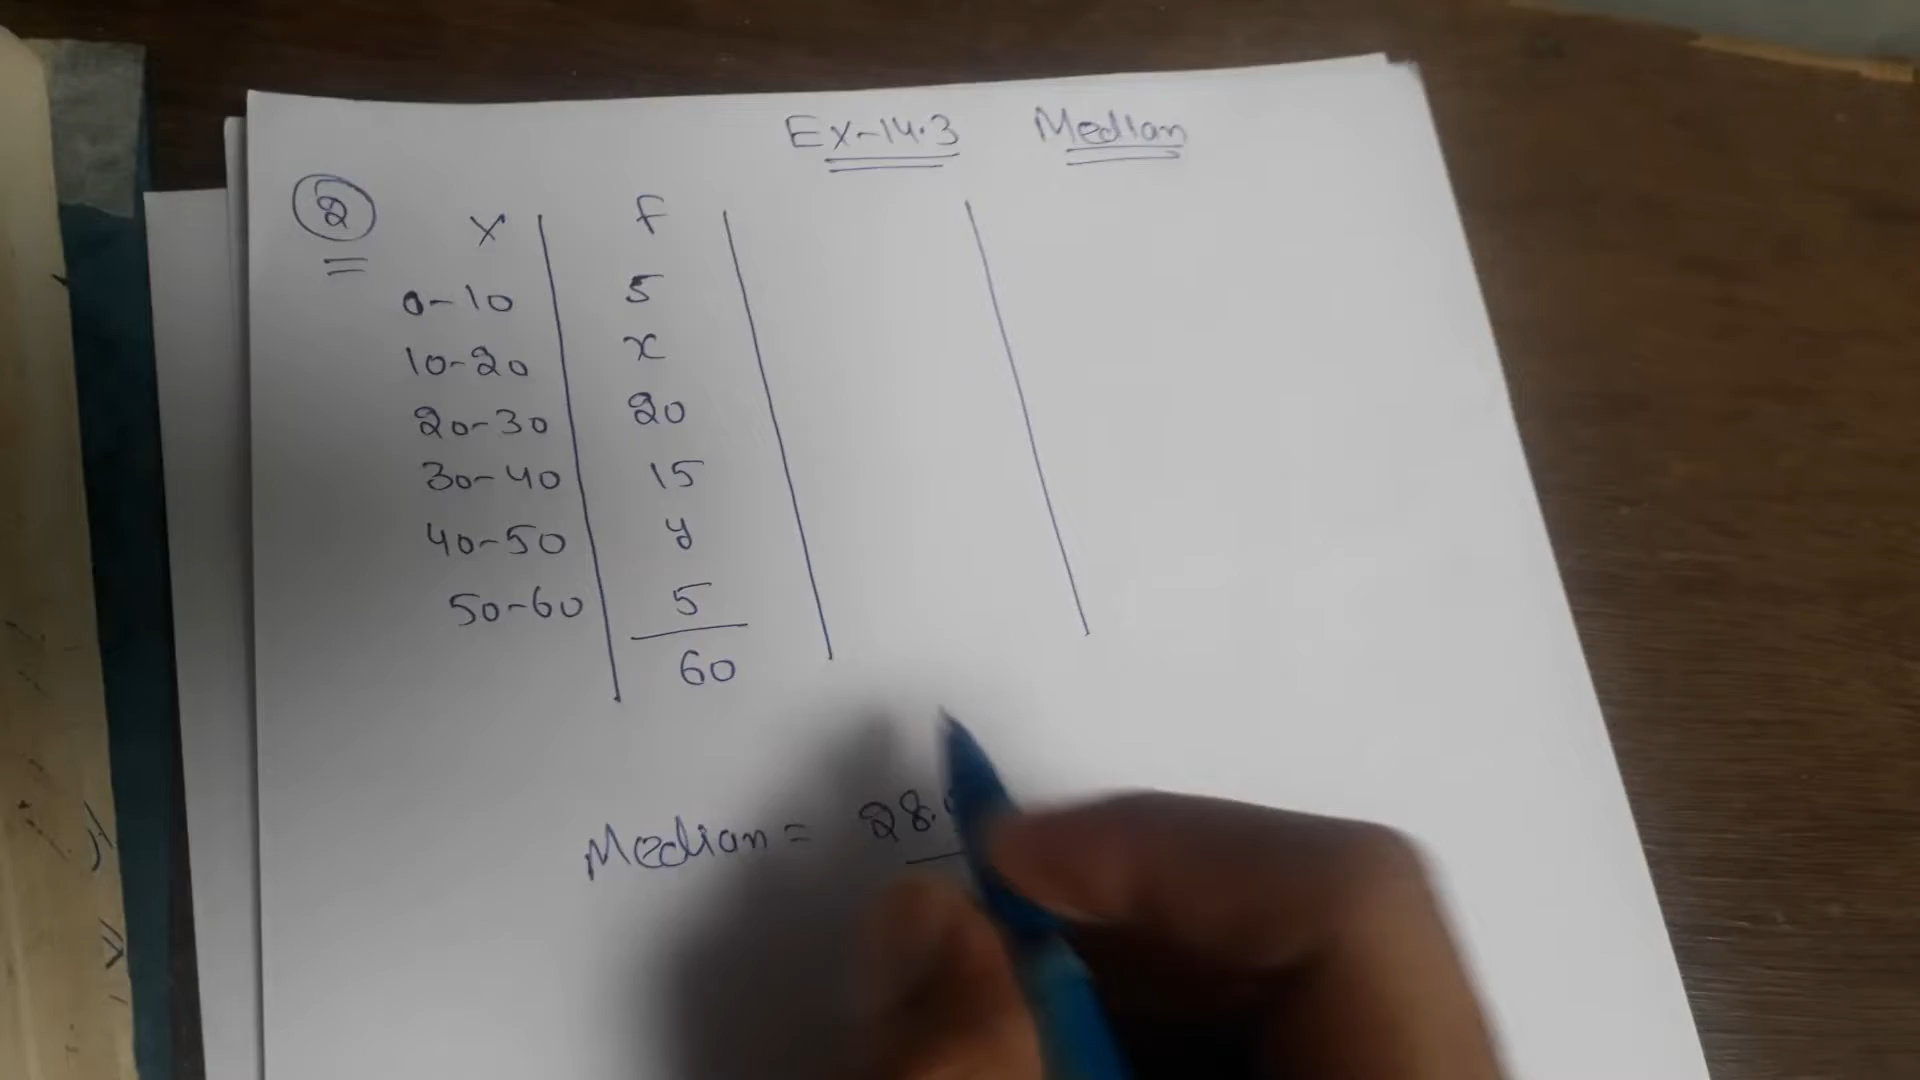 Ex-14.3 Median
2
X f
0-10 5
10-20 x
20-30 20
30-40 15
40-50 y
50-60 5
60
Median = 28.